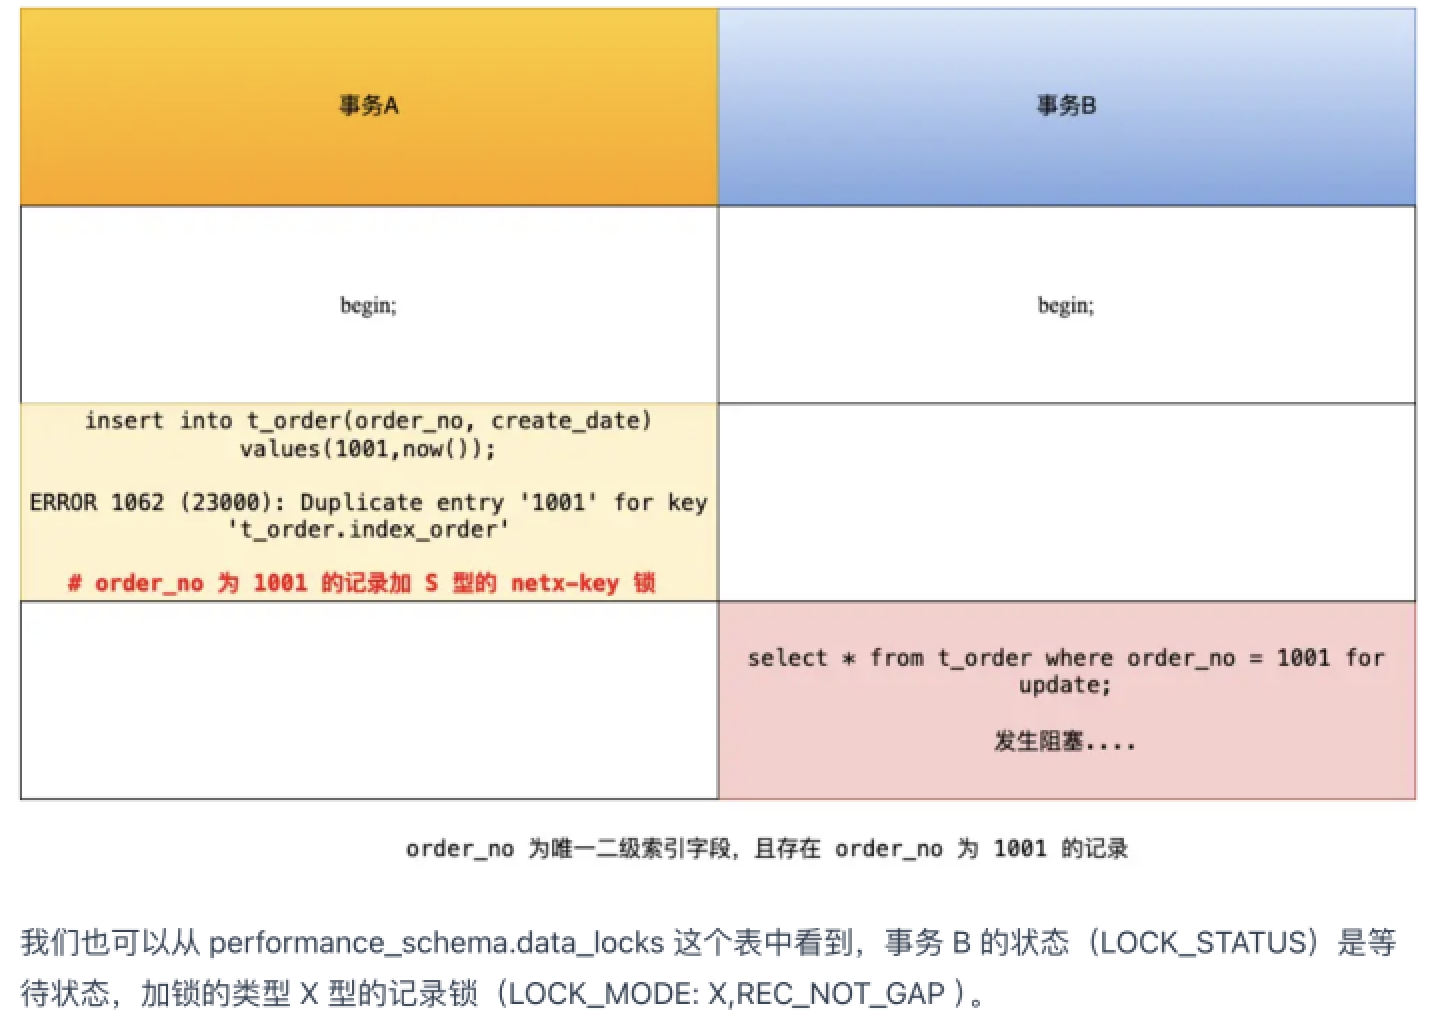 事务A
事务B
begin;
begin;
insert into t_order(order_no, create_date)
values(1001,now());
ERROR 1062 (23000): Duplicate entry '1001' for key
't_order.index_order'
# order_no 为 1001 的记录加 S 型的 netx-key 锁
select * from t_order where order_no = 1001 for
update;
发生阻塞....
order_no 为唯一二级索引字段，且存在 order_no 为 1001 的记录
我们也可以从 performance_schema.data_locks 这个表中看到，事务 B 的状态（LOCK_STATUS）是等
待状态，加锁的类型 X 型的记录锁（LOCK_MODE: X,REC_NOT_GAP ）。